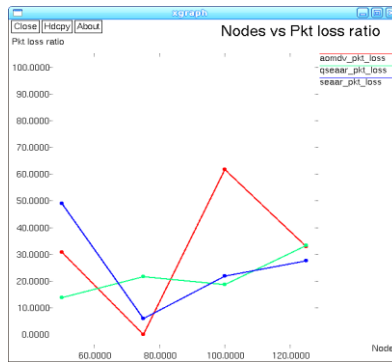 xgraph
Close Hdcpy About
Nodes vs Pkt loss ratio
Pkt loss ratio
aomdv_pkt_loss
qseaar_pkt_loss
seaar_pkt_loss
100.0000
90.0000
80.0000
70.0000
60.0000
50.0000
40.0000
30.0000
20.0000
10.0000
0.0000
60.0000 80.0000 100.0000 120.0000
Node